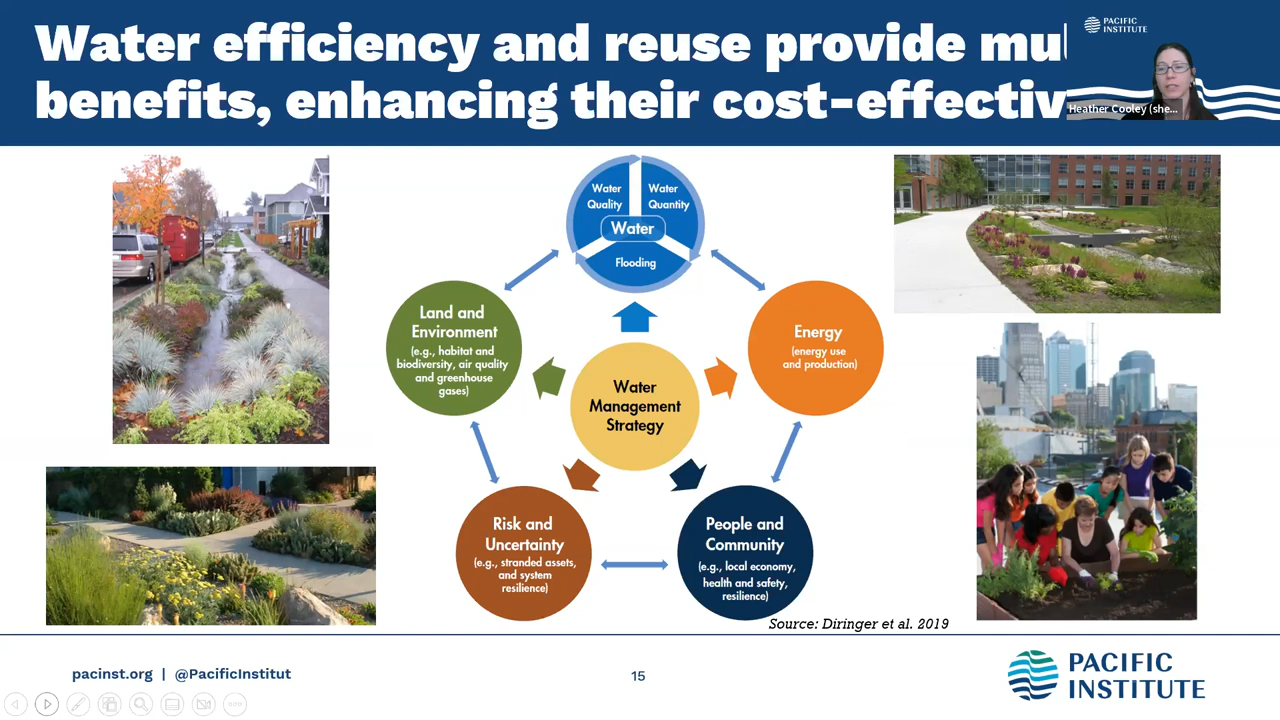 Water efficiency and reuse provide mul
benefits, enhancing their cost-effectiv
PACIFIC
INSTITUTE
Heather Cooley (she...
Water
Quality
Water
Quantity
Water
Flooding
Land and
Environment
(e.g., habitat and
biodiversity, air quality
and greenhouse
gases)
Energy
(energy use
and production)
Water
Management
Strategy
Risk and
Uncertainty
(e.g., stranded assets,
and system
resilience)
People and
Community
(e.g., local economy,
health and safety,
resilience)
Source: Diringer et al. 2019
pacinst.org | @PacificInstitut
15
PACIFIC
INSTITUTE